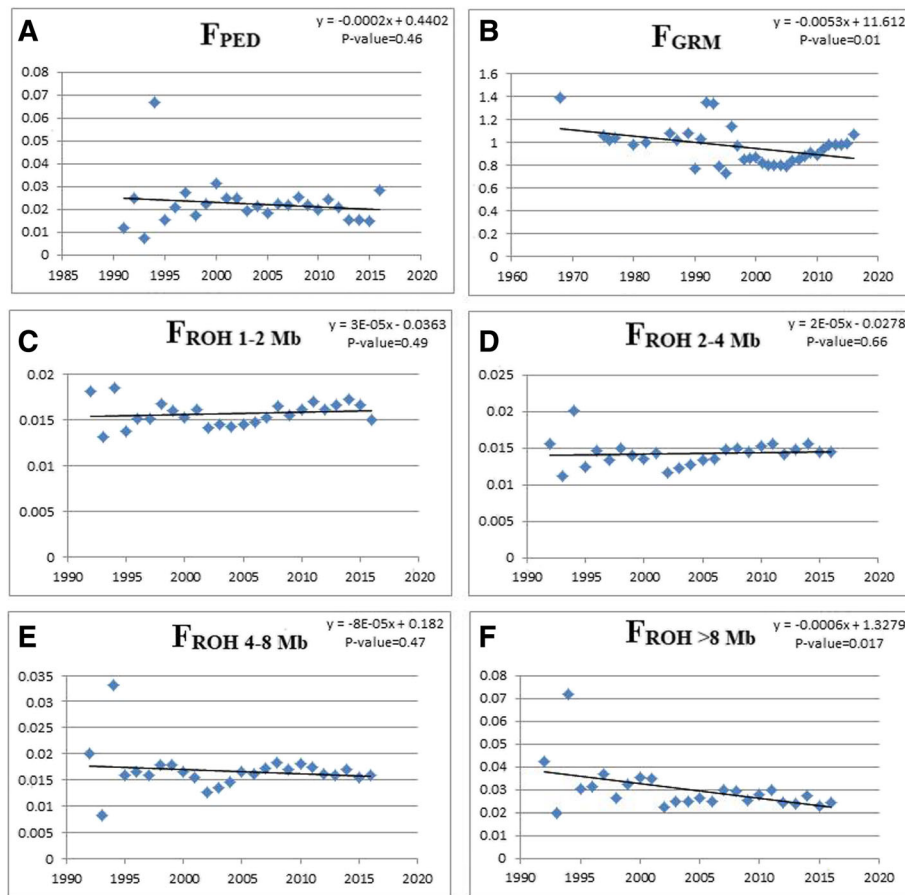 A
F PED
y = -0.0002x + 0.4402
P-value=0.46
0.08
0.07
0.06
0.05
0.04
0.03
0.02
0.01
0
1985 1990 1995 2000 2005 2010 2015 2020
B
F GRM
y = -0.0053x + 11.612
P-value=0.01
1.6
1.4
1.2
1
0.8
0.6
0.4
0.2
0
1960 1970 1980 1990 2000 2010 2020
C
F ROH 1-2 Mb
y = 3E-05x - 0.0363
P-value=0.49
0.02
0.015
0.01
0.005
0
1990 1995 2000 2005 2010 2015 2020
D
F ROH 2-4 Mb
y = 2E-05x - 0.0278
P-value=0.66
0.025
0.02
0.015
0.01
0.005
0
1990 1995 2000 2005 2010 2015 2020
E
F ROH 4-8 Mb
y = -8E-05x + 0.182
P-value=0.47
0.035
0.03
0.025
0.02
0.015
0.01
0.005
0
1990 1995 2000 2005 2010 2015 2020
F
F ROH >8 Mb
y = -0.0006x + 1.3279
P-value=0.017
0.08
0.07
0.06
0.05
0.04
0.03
0.02
0.01
0
1990 1995 2000 2005 2010 2015 2020